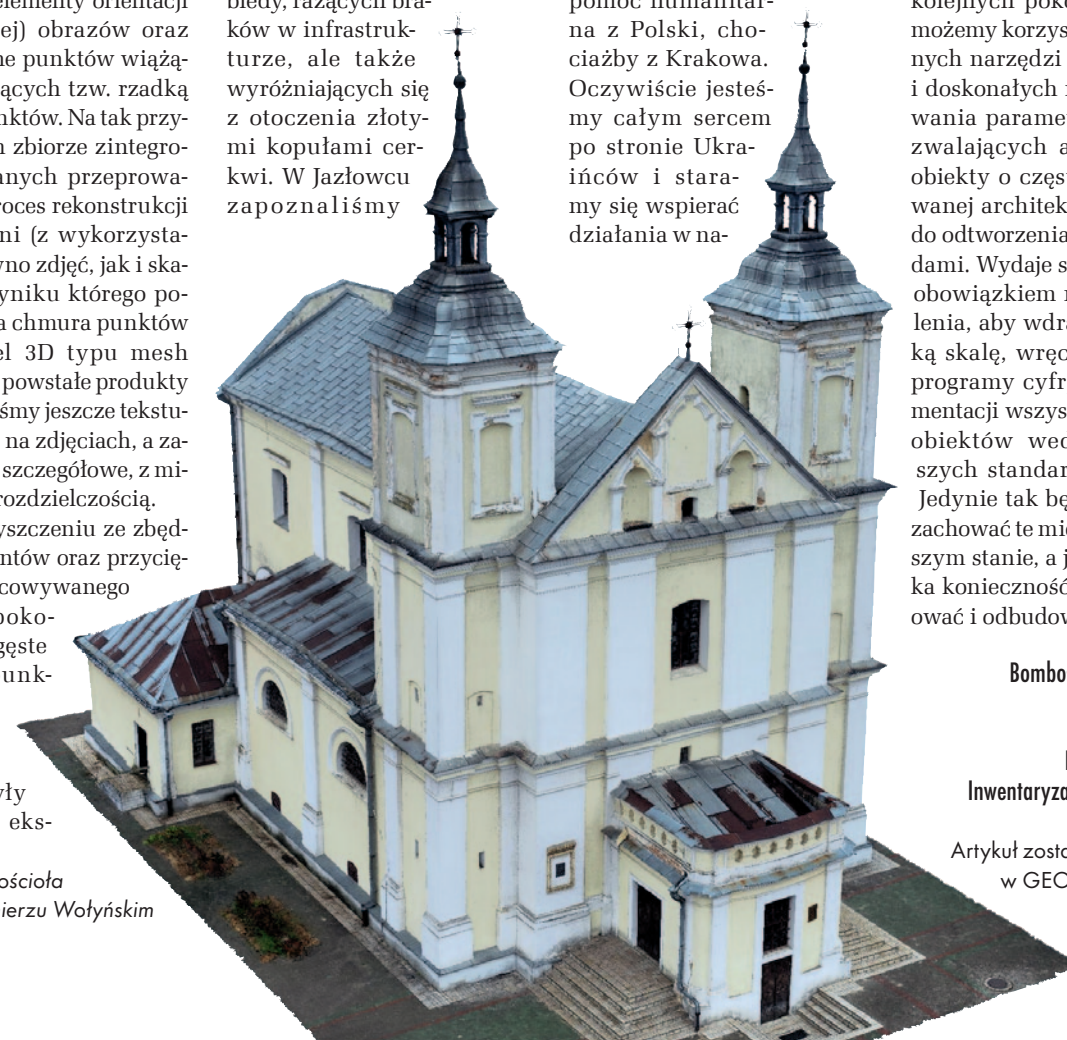 elementy orientacji
ej) obrazów oraz
ne punktów wiążą-
ących tzw. rzadką
nktów. Na tak przy-
n zbiorze zintegro-
anych przeprowa-
roces rekonstrukcji
ni (z wykorzysta-
wno zdjęć, jak i ska-
yniku którego po-
a chmura punktów
el 3D typu mesh
powstałe produkty
śmy jeszcze tekstu-
na zdjęciach, a za-
szczegółowe, z mi-
rozdzielczością.
yszczeniu ze zbęd-
ntów oraz przycię-
cowywanego
poko-
gęste
unk-
yły
eks-
ościoła
ierzu Wołyńskim
biedy, rażących bra-
ków w infrastruk-
turze, ale także
wyróżniających się
z otoczenia złoty-
mi kopułami cer-
kwi. W Jazłowcu
zapoznaliśmy
pomoc humanitar-
na z Polski, cho-
ciażby z Krakowa.
Oczywiście jesteś-
my całym sercem
po stronie Ukra-
ińców i stara-
my się wspierać
działania w na-
kolejnych poko
możemy korzys
nych narzędzi
i doskonałych
wania parame
zwalających a
obiekty o częs
wanej architek
do odtworzenia
dami. Wydaje s
obowiązkiem
lenia, aby wdra
ką skalę, wręc
programy cyfr
mentacji wszys
obiektów wed
szych standar
Jedynie tak bę
zachować te mie
szym stanie, a j
ka konieczność
ować i odbudow
Bombo
Inwentaryza
Artykuł zosta
w GEO